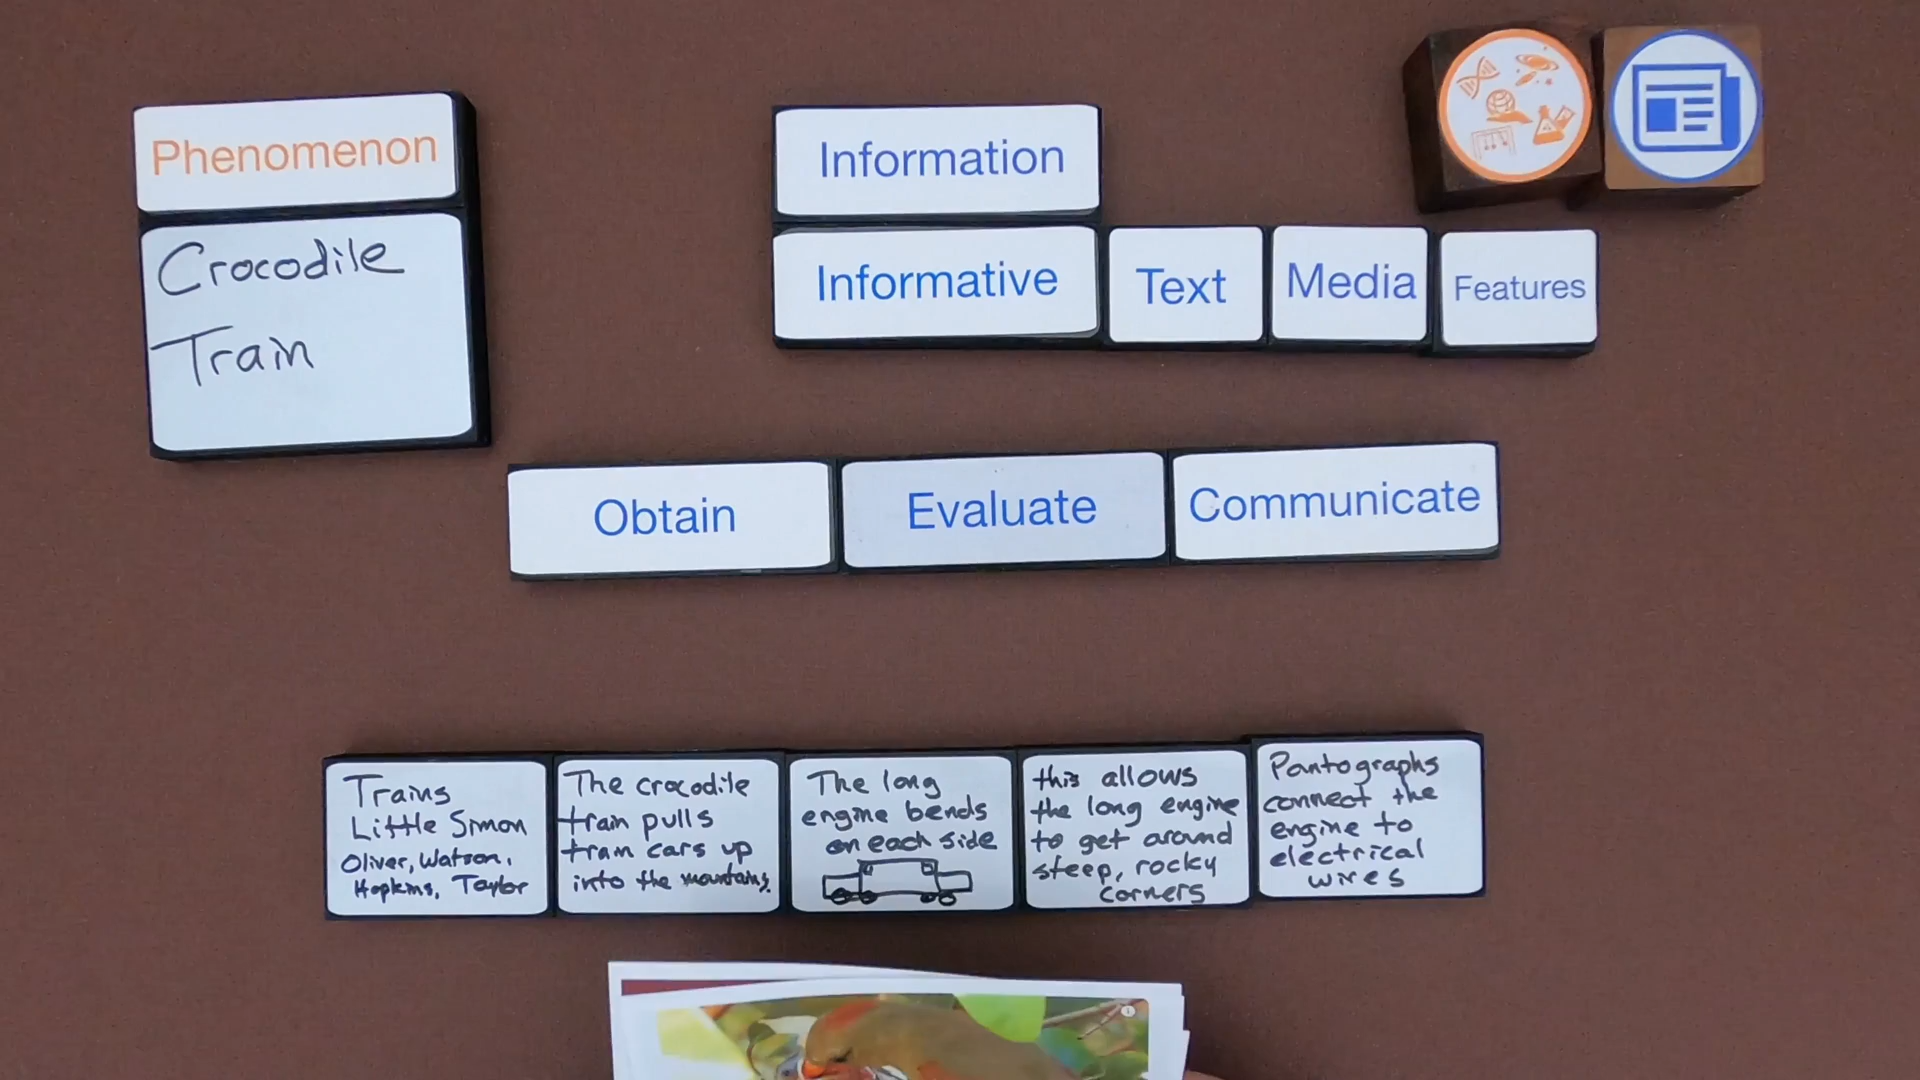 Phenomenon
Crocodile
Train
Information
Informative Text Media Features
Obtain Evaluate Communicate
Trains
Little Simon
Oliver, Watson,
Hopkins, Taylor
The crocodile
train pulls
train cars up
into the mountains.
The long
engine bends
on each side
this allows
the long engine
to get around
steep, rocky
corners
Pantographs
connect the
engine to
electrical
wires